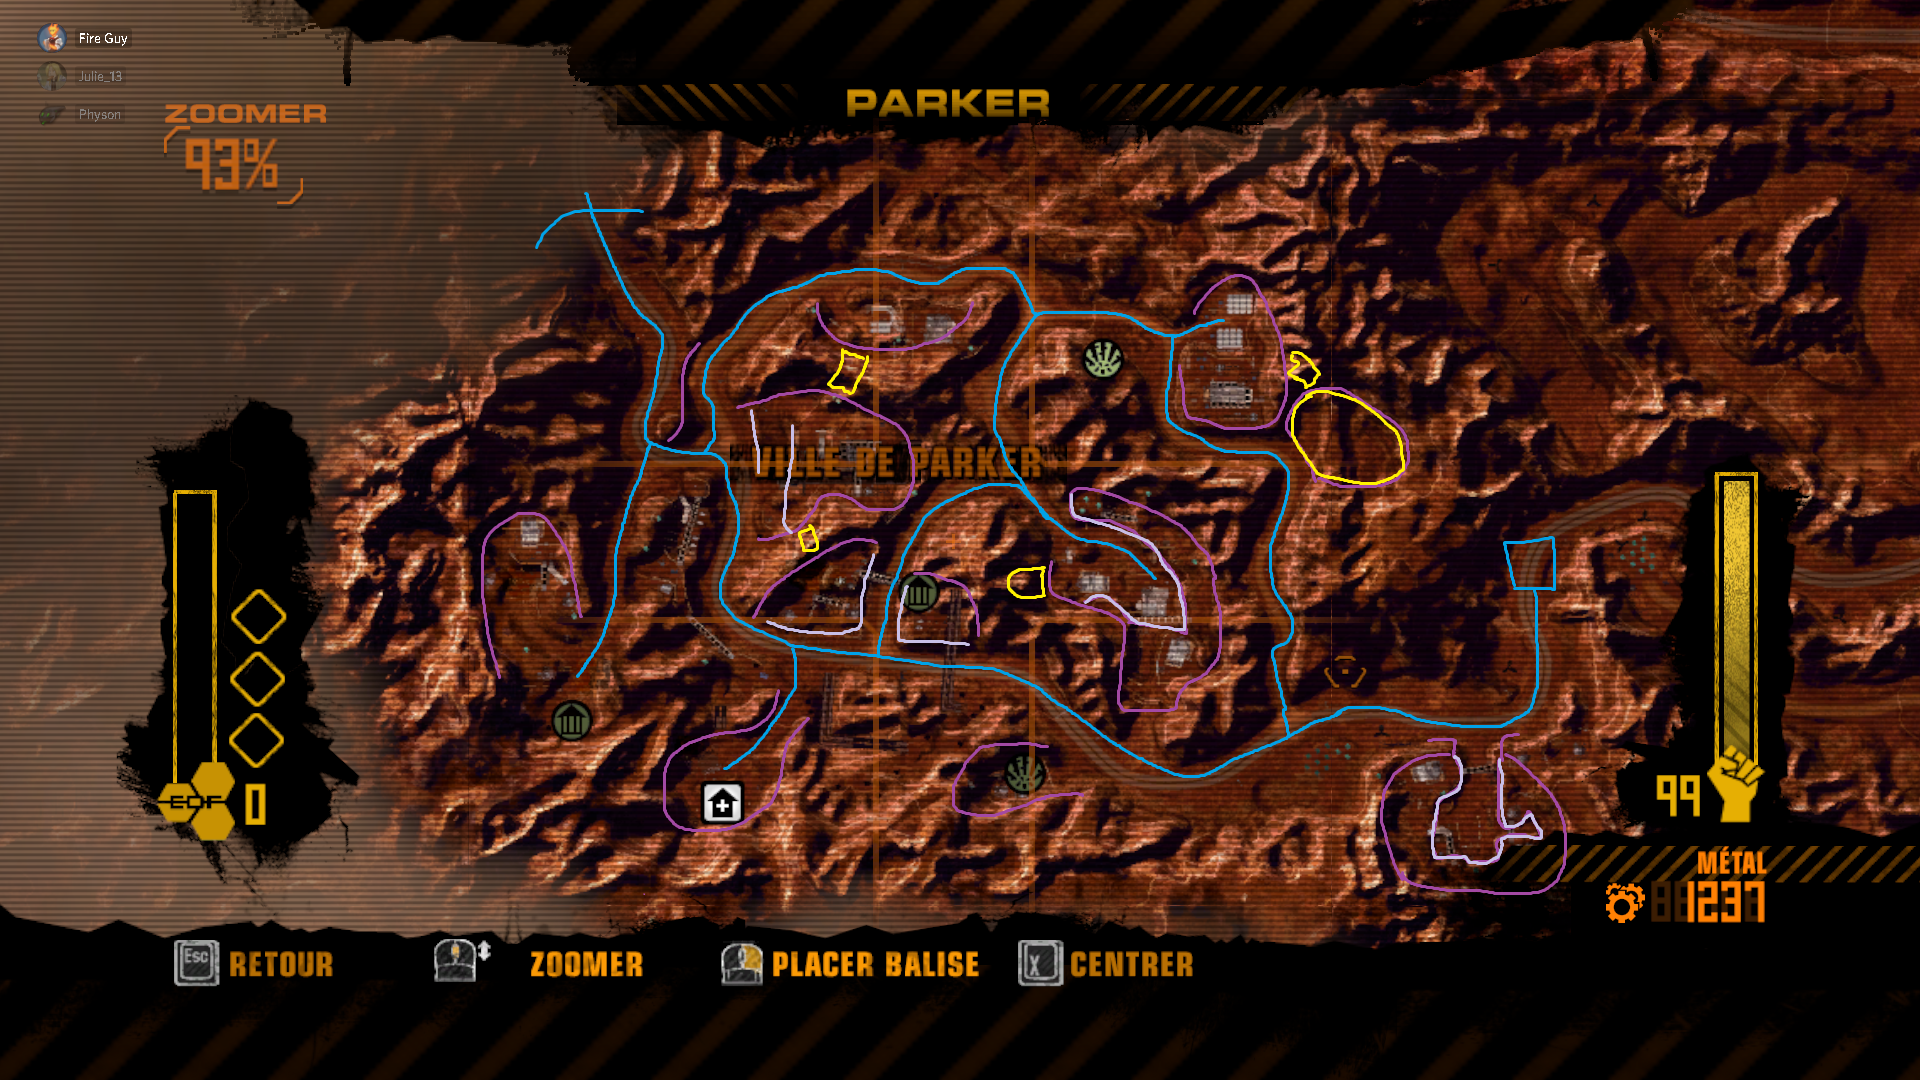 Fire Guy
Julie_13
Physon
ZOOMER
93%
PARKER
VILLE DE PARKER
EDF
0
99
MÉTAL
1237
Esc RETOUR
ZOOMER
PLACER BALISE
X CENTRER